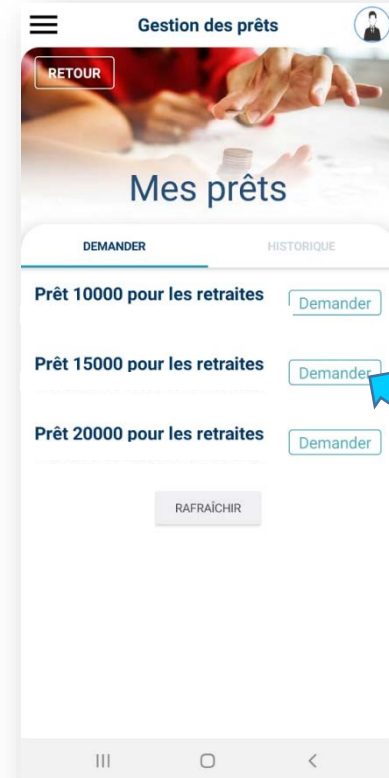 Gestion des prêts
RETOUR
Mes prêts
DEMANDER HISTORIQUE
Prêt 10000 pour les retraites Demander
Prêt 15000 pour les retraites Demander
Prêt 20000 pour les retraites Demander
RAFRAÎCHIR